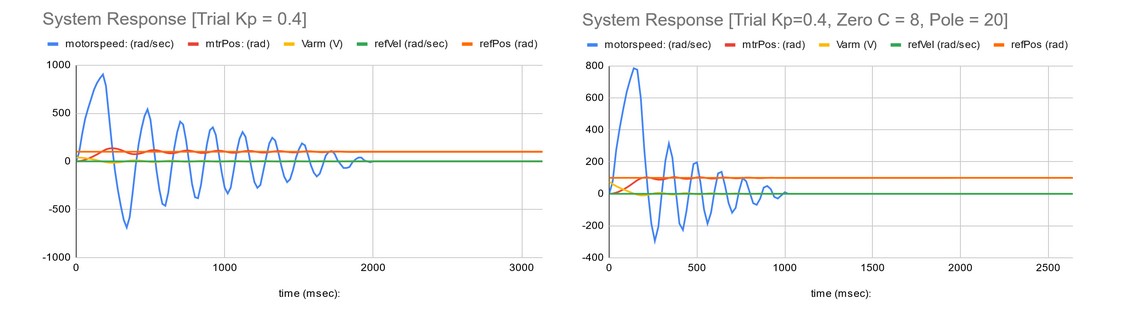 System Response [Trial Kp = 0.4]
motorspeed: (rad/sec) mtrPos: (rad) Varm (V) refVel (rad/sec) refPos (rad)
1000
500
0
-500
-1000
0 1000 2000 3000
time (msec):
System Response [Trial Kp=0.4, Zero C = 8, Pole = 20]
motorspeed: (rad/sec) mtrPos: (rad) Varm (V) refVel (rad/sec) refPos (rad)
800
600
400
200
0
-200
-400
0 500 1000 1500 2000 2500
time (msec):